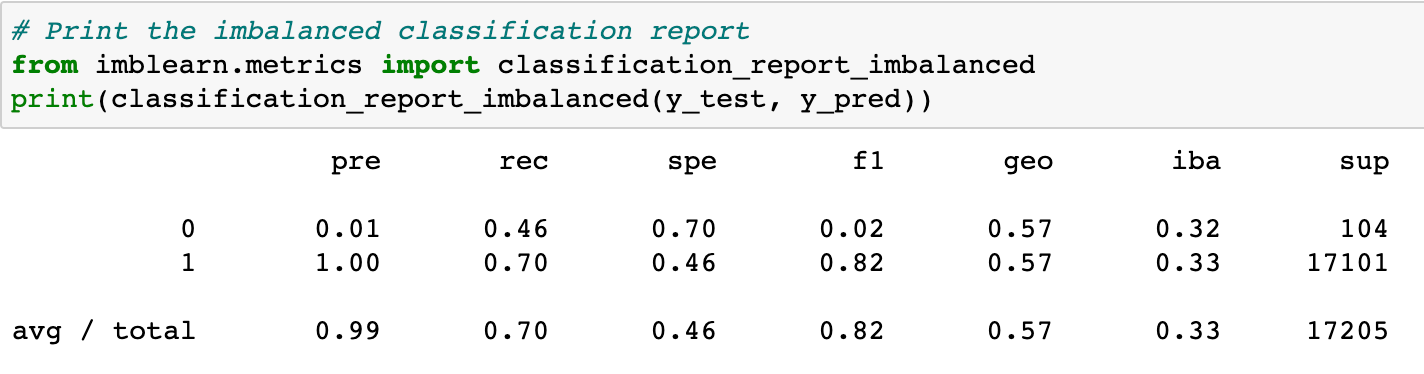 # Print the imbalanced classification report
from imblearn.metrics import classification_report_imbalanced
print(classification_report_imbalanced(y_test, y_pred))
pre rec spe f1 geo iba sup
0 0.01 0.46 0.70 0.02 0.57 0.32 104
1 1.00 0.70 0.46 0.82 0.57 0.33 17101
avg / total 0.99 0.70 0.46 0.82 0.57 0.33 17205